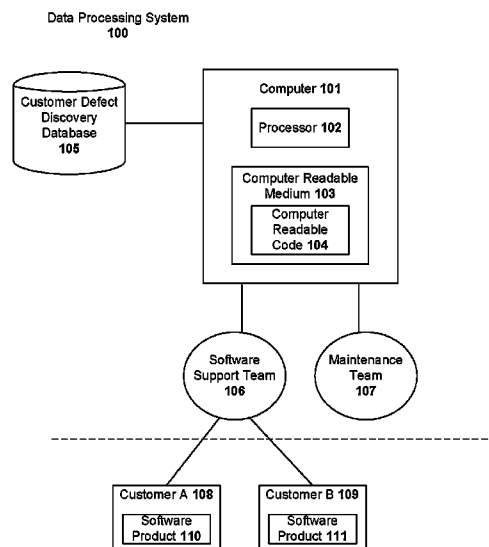 Data Processing System
100
Customer Defect
Discovery
Database
105
Computer 101
Processor 102
Computer Readable
Medium 103
Computer
Readable
Code 104
Software
Support Team
106
Maintenance
Team
107
Customer A 108
Software
Product 110
Customer B 109
Software
Product 111